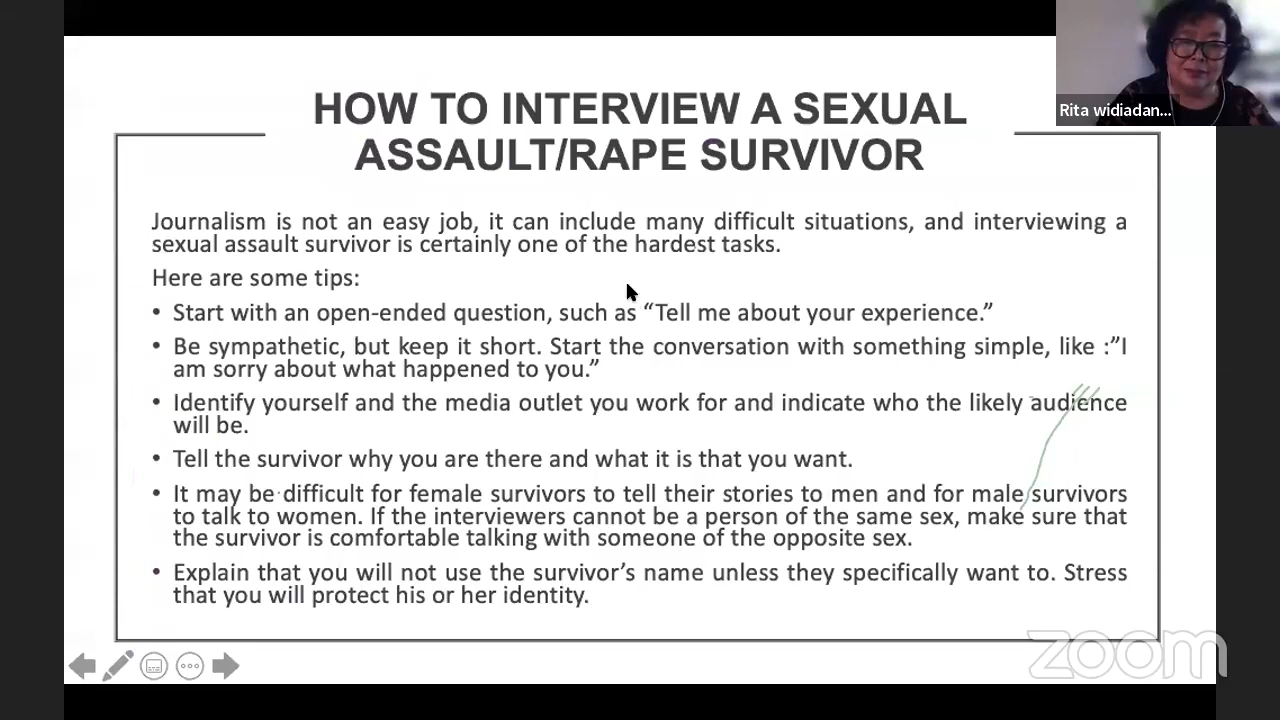 HOW TO INTERVIEW A SEXUAL
ASSAULT/RAPE SURVIVOR
Rita widiadan...
Journalism is not an easy job, it can include many difficult situations, and interviewing a
sexual assault survivor is certainly one of the hardest tasks.
Here are some tips:
• Start with an open-ended question, such as “Tell me about your experience.”
• Be sympathetic, but keep it short. Start the conversation with something simple, like :”I
am sorry about what happened to you.”
• Identify yourself and the media outlet you work for and indicate who the likely audience
will be.
• Tell the survivor why you are there and what it is that you want.
• It may be difficult for female survivors to tell their stories to men and for male survivors
to talk to women. If the interviewers cannot be a person of the same sex, make sure that
the survivor is comfortable talking with someone of the opposite sex.
• Explain that you will not use the survivor’s name unless they specifically want to. Stress
that you will protect his or her identity.
zoom